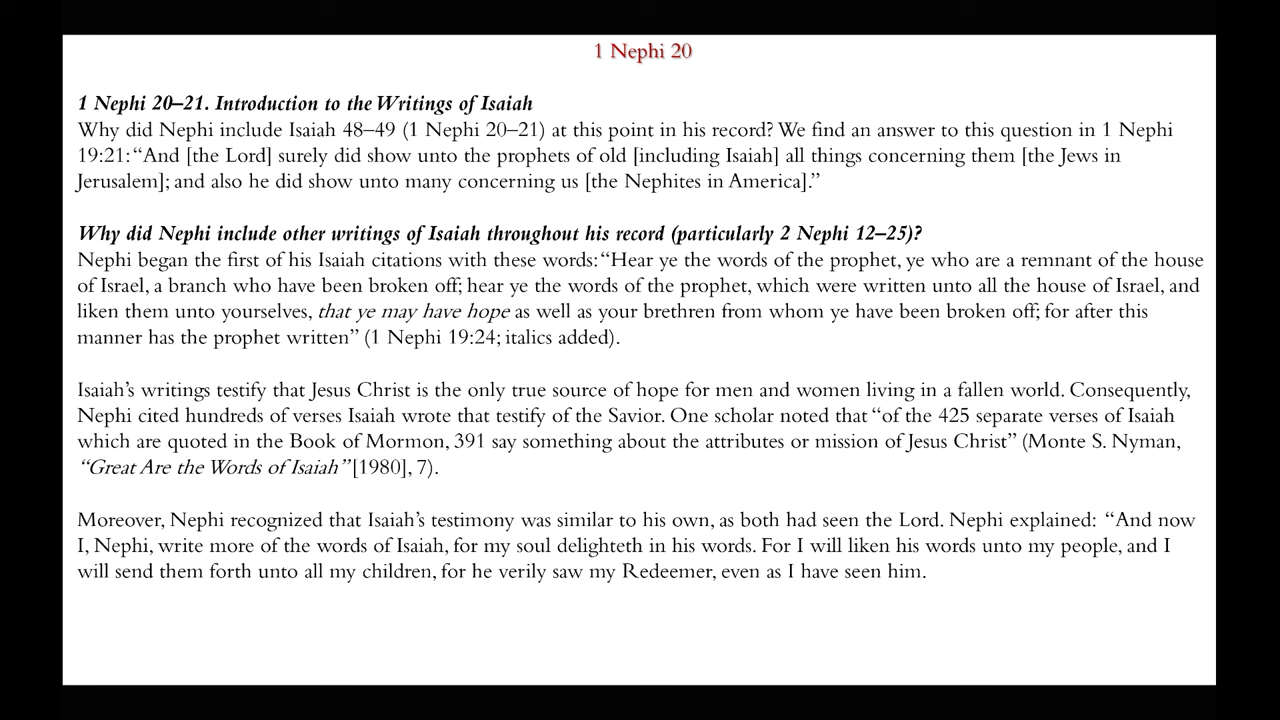 1 Nephi 20
1 Nephi 20–21. Introduction to the Writings of Isaiah
Why did Nephi include Isaiah 48–49 (1 Nephi 20–21) at this point in his record? We find an answer to this question in 1 Nephi
19:21: “And [the Lord] surely did show unto the prophets of old [including Isaiah] all things concerning them [the Jews in
Jerusalem]; and also he did show unto many concerning us [the Nephites in America].”
Why did Nephi include other writings of Isaiah throughout his record (particularly 2 Nephi 12–25)?
Nephi began the first of his Isaiah citations with these words: “Hear ye the words of the prophet, ye who are a remnant of the house
of Israel, a branch who have been broken off; hear ye the words of the prophet, which were written unto all the house of Israel, and
liken them unto yourselves, that ye may have hope as well as your brethren from whom ye have been broken off; for after this
manner has the prophet written” (1 Nephi 19:24; italics added).
Isaiah’s writings testify that Jesus Christ is the only true source of hope for men and women living in a fallen world. Consequently,
Nephi cited hundreds of verses Isaiah wrote that testify of the Savior. One scholar noted that “of the 425 separate verses of Isaiah
which are quoted in the Book of Mormon, 391 say something about the attributes or mission of Jesus Christ” (Monte S. Nyman,
“Great Are the Words of Isaiah” [1980], 7).
Moreover, Nephi recognized that Isaiah’s testimony was similar to his own, as both had seen the Lord. Nephi explained: “And now
I, Nephi, write more of the words of Isaiah, for my soul delighteth in his words. For I will liken his words unto my people, and I
will send them forth unto all my children, for he verily saw my Redeemer, even as I have seen him.